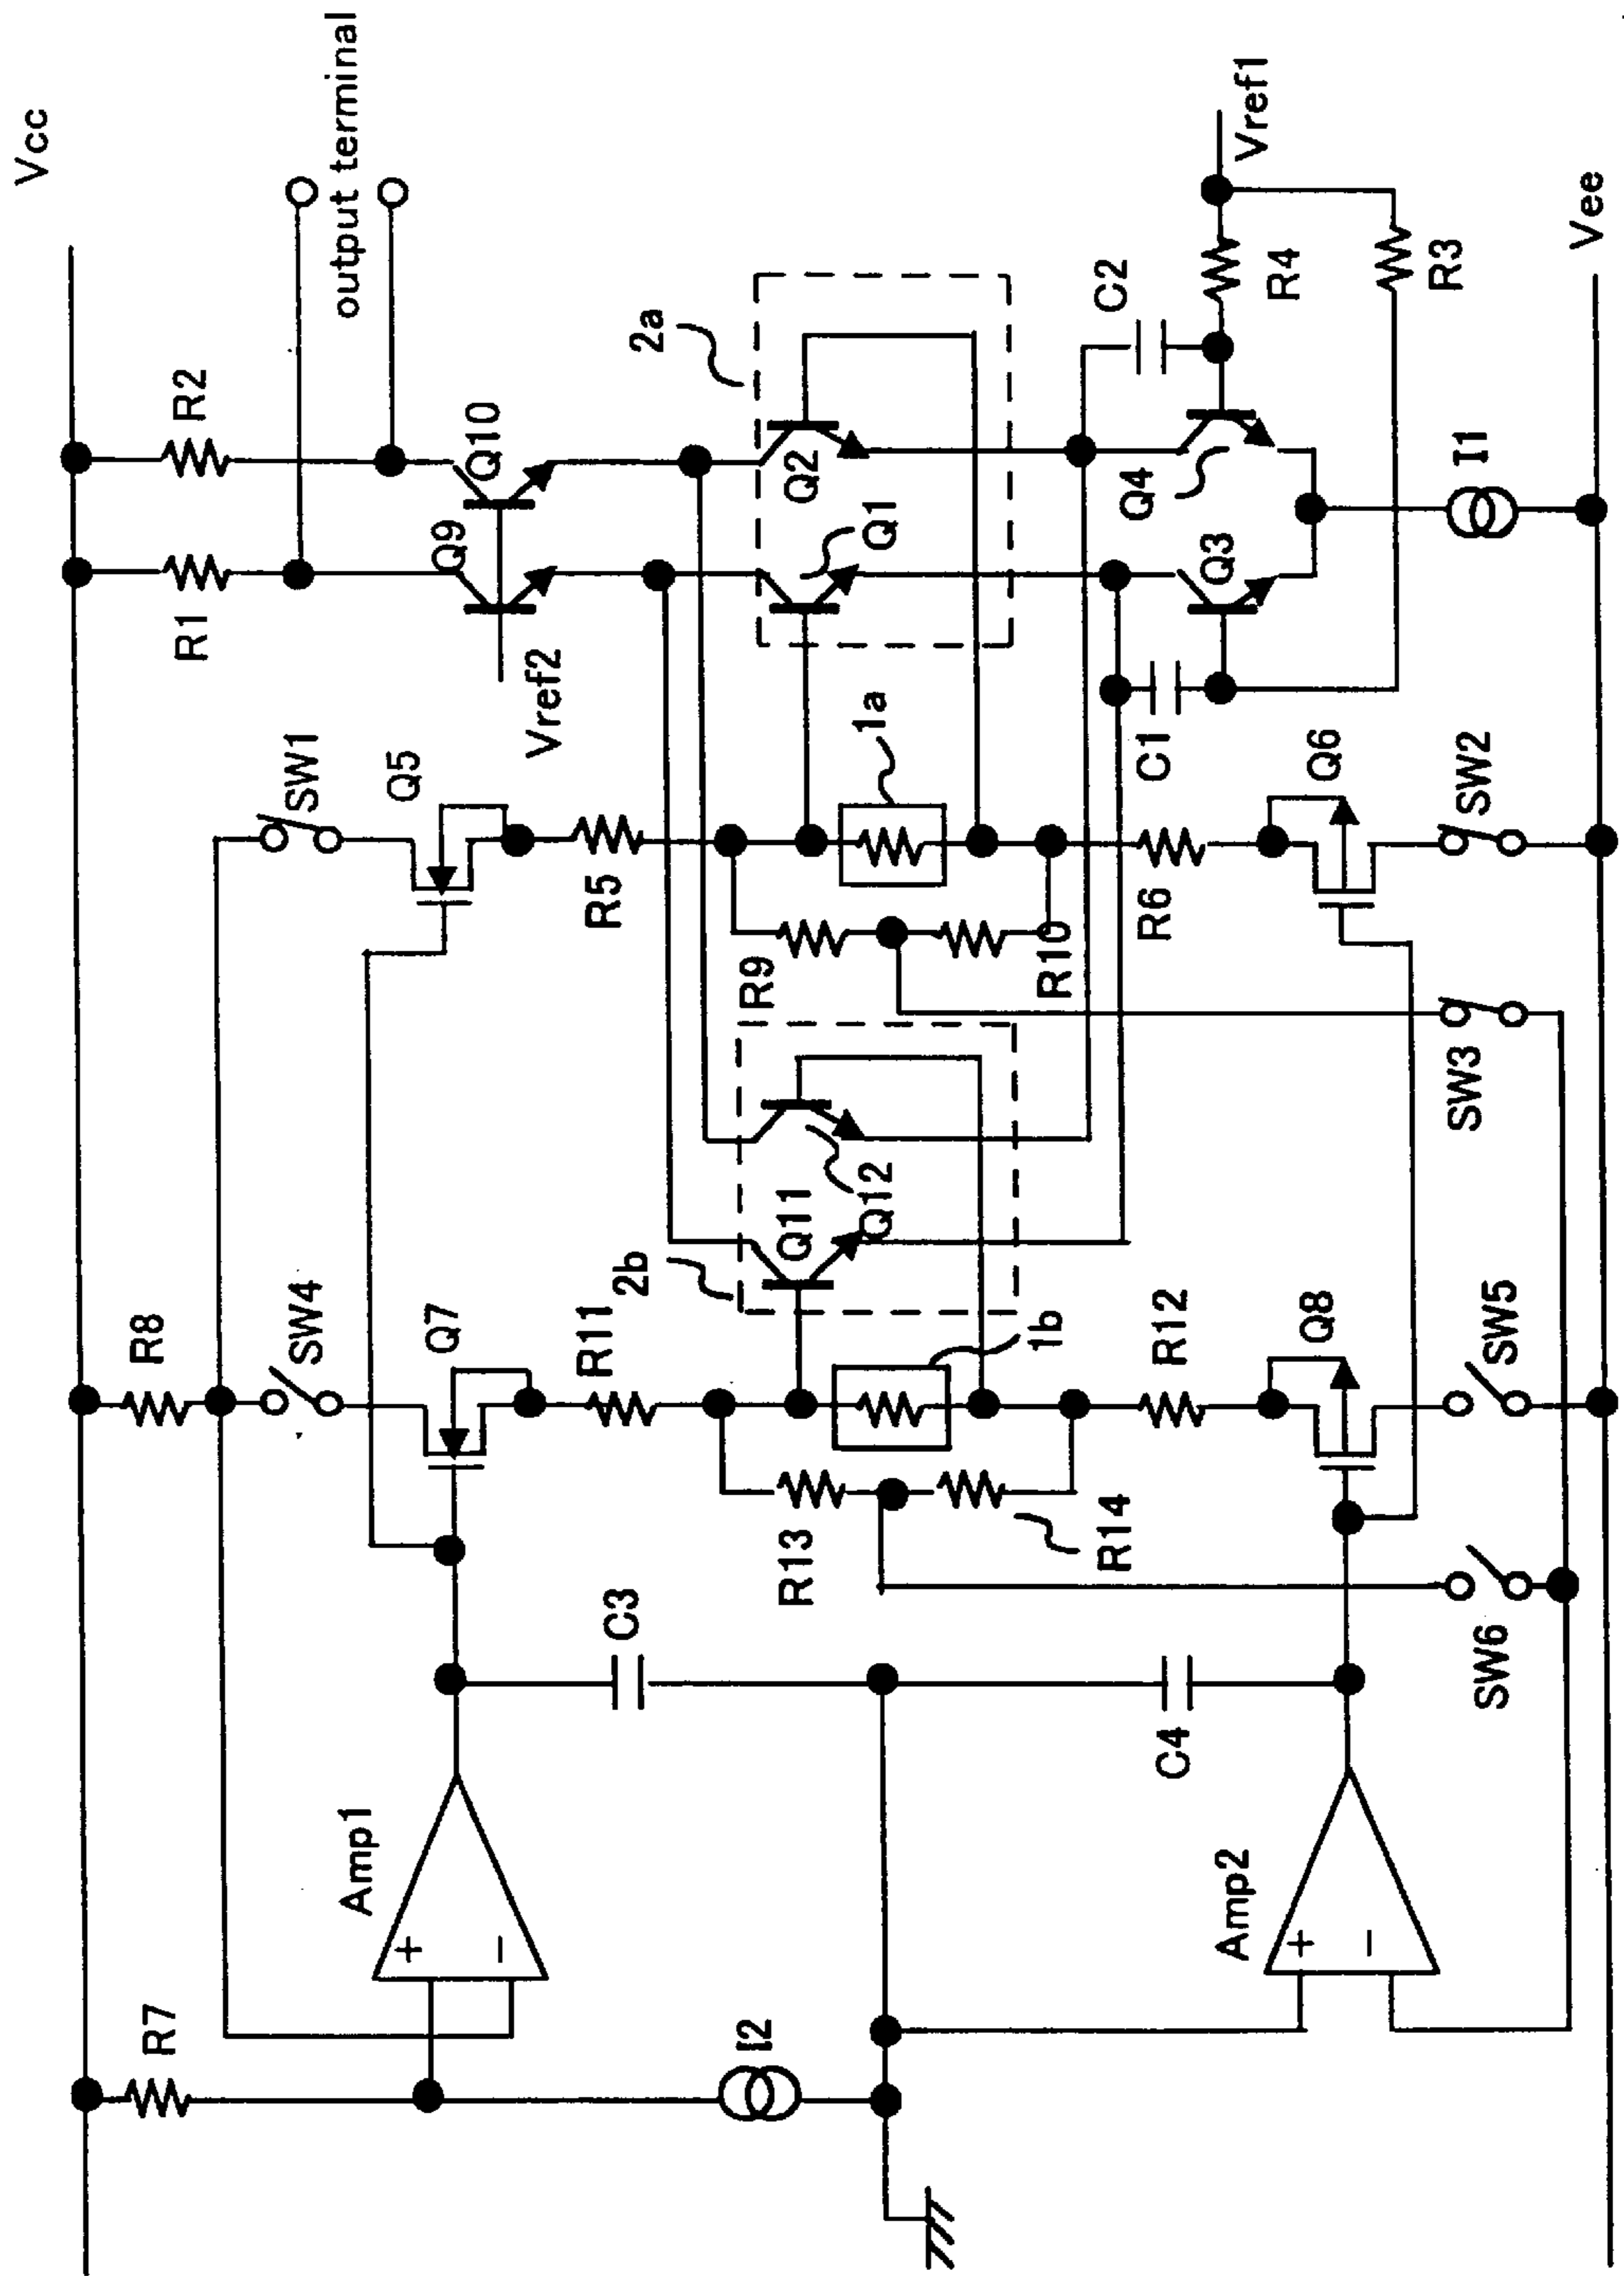 Vcc
output terminal
R2
R1
Q10
Q9
Vref2
2a
Q2
Q1
C2
Vref1
R4
R3
Vee
Q4
Q3
I1
C1
SW1
Q5
R5
1a
R9
R10
R6
Q6
SW2
SW3
R8
SW4
Q7
R11
2b
Q11
Q12
1b
R12
Q8
SW5
R13
R14
SW6
C3
C4
Amp1
+
−
Amp2
+
−
R7
I2